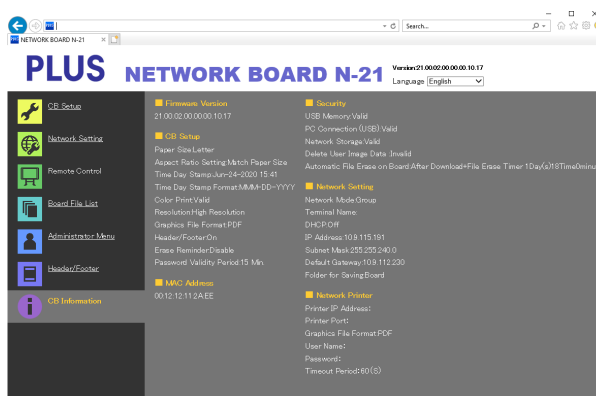 Search...
NETWORK BOARD N-21
PLUS NETWORK BOARD N-21
Version:21.00.02.00.00.00.10.17
Language English
CB Setup
Network Setting
Remote Control
Board File List
Administrator Menu
Header/Footer
CB Information
Firmware Version
21.00.02.00.00.00.10.17
CB Setup
Paper Size:Letter
Aspect Ratio Setting:Match Paper Size
Time Day Stamp:Jun-24-2020 15:41
Time Day Stamp Format:MMM-DD-YYYY
Color Print:Valid
Resolution:High Resolution
Graphics File Format:PDF
Header/Footer:On
Erase Reminder:Disable
Password Validity Period:15 Min.
MAC Address
00:12:12:11:2A:EE
Security
USB Memory:Valid
PC Connection (USB):Valid
Network Storage:Valid
Delete User Image Data :Invalid
Automatic File Erase on Board:After Download+File Erase Timer 1Day(s)18Time0minu
Network Setting
Network Mode:Group
Terminal Name:
DHCP:Off
IP Address:10.9.115.191
Subnet Mask:255.255.240.0
Default Gateway:10.9.112.230
Folder for Saving:Board
Network Printer
Printer IP Address:
Printer Port:
Graphics File Format:PDF
User Name:
Password:
Timeout Period:60(S)